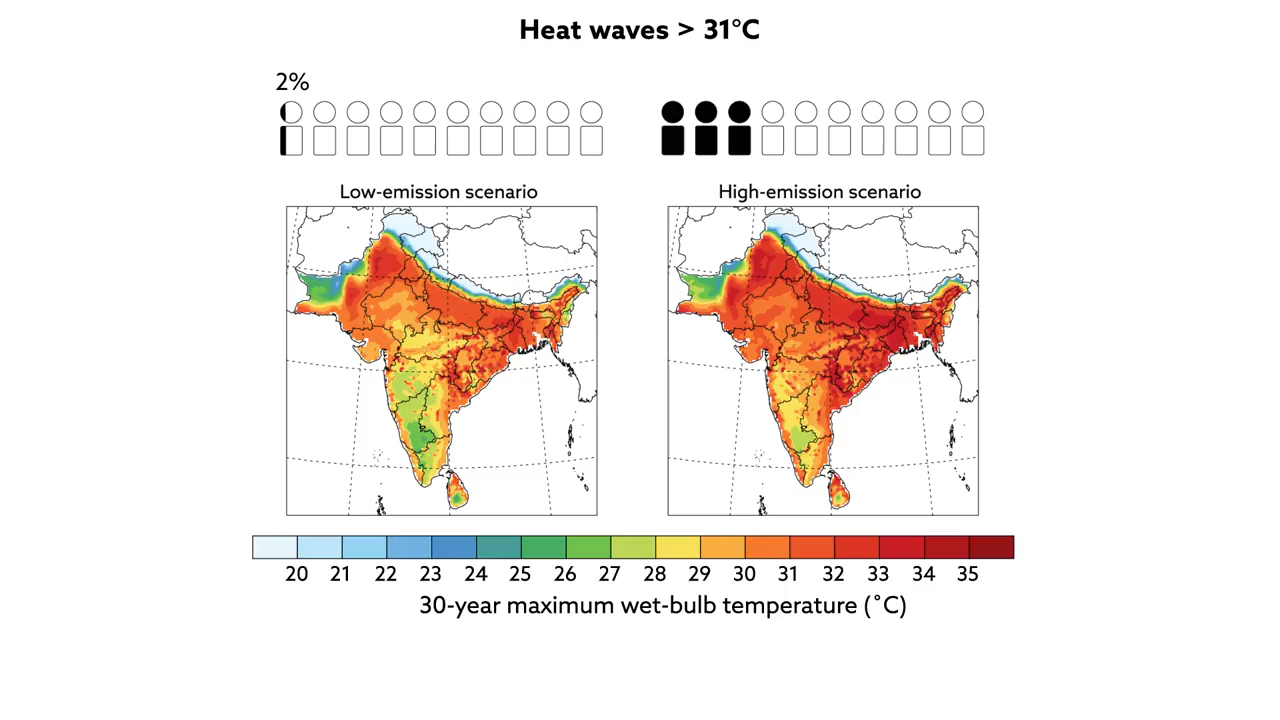 Heat waves > 31°C
2%
Low-emission scenario
High-emission scenario
20 21 22 23 24 25 26 27 28 29 30 31 32 33 34 35
30-year maximum wet-bulb temperature (˚C)